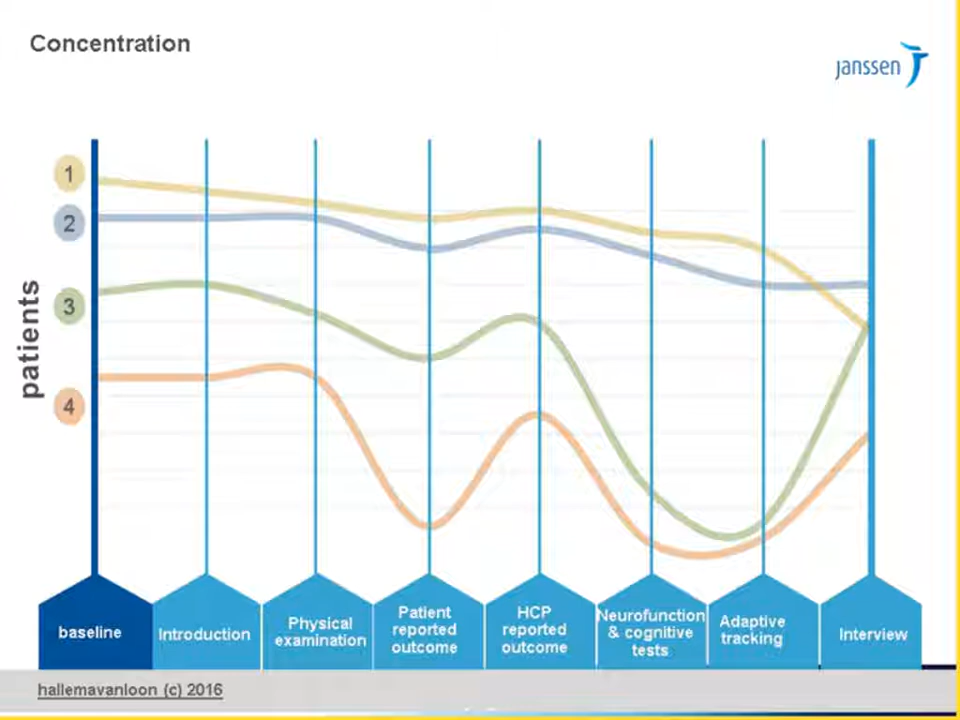 Concentration
janssen
1
2
3
4
patients
baseline
Introduction
Physical
examination
Patient
reported
outcome
HCP
reported
outcome
Neurofunction
& cognitive
tests
Adaptive
tracking
Interview
hallemavanloon (c) 2016